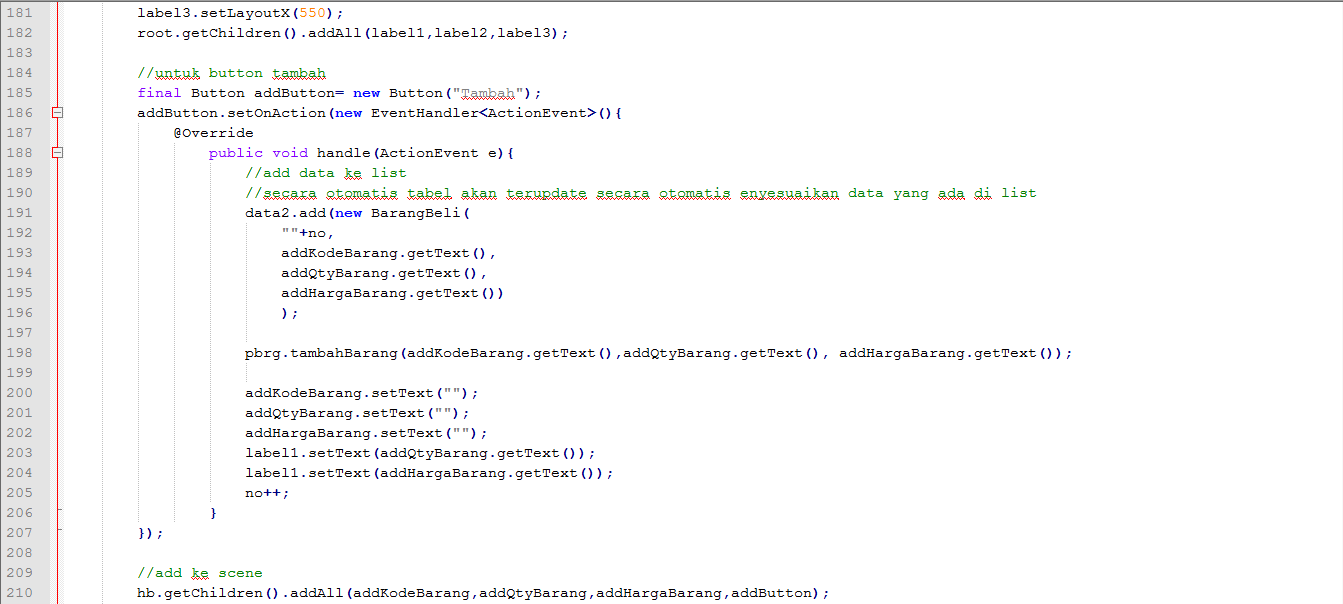 181 label3.setLayoutX(550);
182 root.getChildren().addAll(label1,label2,label3);
183
184 //untuk button tambah
185 final Button addButton= new Button("Tambah");
186 addButton.setOnAction(new EventHandler<ActionEvent>(){
187 @Override
188 public void handle(ActionEvent e){
189 //add data ke list
190 //secara otomatis tabel akan terupdate secara otomatis enyesuaikan data yang ada di list
191 data2.add(new BarangBeli(
192 ""+no,
193 addKodeBarang.getText(),
194 addQtyBarang.getText(),
195 addHargaBarang.getText())
196 );
197
198 pbrg.tambahBarang(addKodeBarang.getText(),addQtyBarang.getText(), addHargaBarang.getText());
199
200 addKodeBarang.setText("");
201 addQtyBarang.setText("");
202 addHargaBarang.setText("");
203 label1.setText(addQtyBarang.getText());
204 label1.setText(addHargaBarang.getText());
205 no++;
206 }
207 });
208
209 //add ke scene
210 hb.getChildren().addAll(addKodeBarang,addQtyBarang,addHargaBarang,addButton);